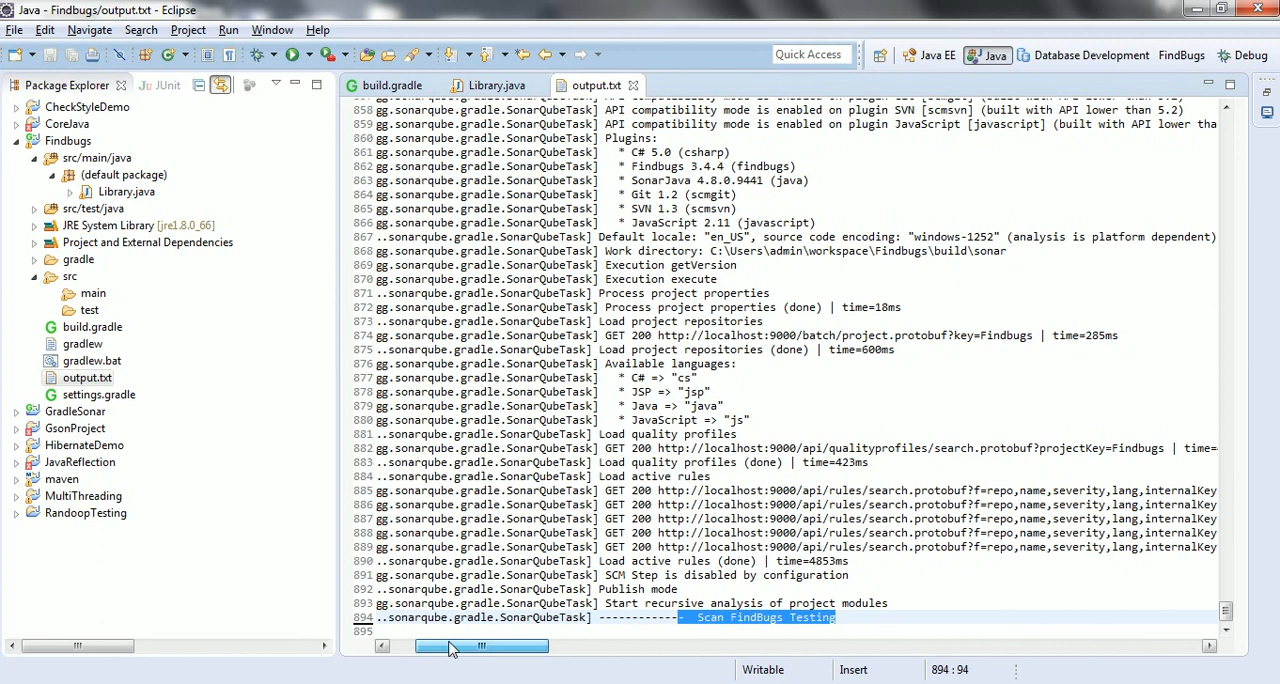 Java - Findbugs/output.txt - Eclipse
File Edit Navigate Search Project Run Window Help
Quick Access Java EE Java Database Development FindBugs Debug
Package Explorer JUnit
build.gradle Library.java output.txt
CheckStyleDemo
CoreJava
Findbugs
src/main/java
(default package)
Library.java
src/test/java
JRE System Library [jre1.8.0_66]
Project and External Dependencies
gradle
src
main
test
build.gradle
gradlew
gradlew.bat
output.txt
settings.gradle
GradleSonar
GsonProject
HibernateDemo
JavaReflection
maven
MultiThreading
RandoopTesting
858 gg.sonarqube.gradle.SonarQubeTask] API compatibility mode is enabled on plugin SVN [scmsvn] (built with API lower than 5.2)
859 gg.sonarqube.gradle.SonarQubeTask] API compatibility mode is enabled on plugin JavaScript [javascript] (built with API lower tha
860 gg.sonarqube.gradle.SonarQubeTask] Plugins:
861 gg.sonarqube.gradle.SonarQubeTask] * C# 5.0 (csharp)
862 gg.sonarqube.gradle.SonarQubeTask] * Findbugs 3.4.4 (findbugs)
863 gg.sonarqube.gradle.SonarQubeTask] * SonarJava 4.8.0.9441 (java)
864 gg.sonarqube.gradle.SonarQubeTask] * Git 1.2 (scmgit)
865 gg.sonarqube.gradle.SonarQubeTask] * SVN 1.3 (scmsvn)
866 gg.sonarqube.gradle.SonarQubeTask] * JavaScript 2.11 (javascript)
867 ..sonarqube.gradle.SonarQubeTask] Default locale: "en_US", source code encoding: "windows-1252" (analysis is platform dependent)
868 gg.sonarqube.gradle.SonarQubeTask] Work directory: C:\Users\admin\workspace\Findbugs\build\sonar
869 gg.sonarqube.gradle.SonarQubeTask] Execution getVersion
870 gg.sonarqube.gradle.SonarQubeTask] Execution execute
871 ..sonarqube.gradle.SonarQubeTask] Process project properties
872 gg.sonarqube.gradle.SonarQubeTask] Process project properties (done) | time=18ms
873 ..sonarqube.gradle.SonarQubeTask] Load project repositories
874 gg.sonarqube.gradle.SonarQubeTask] GET 200 http://localhost:9000/batch/project.protobuf?key=Findbugs | time=285ms
875 ..sonarqube.gradle.SonarQubeTask] Load project repositories (done) | time=600ms
876 gg.sonarqube.gradle.SonarQubeTask] Available languages:
877 gg.sonarqube.gradle.SonarQubeTask] * C# => "cs"
878 gg.sonarqube.gradle.SonarQubeTask] * JSP => "jsp"
879 gg.sonarqube.gradle.SonarQubeTask] * Java => "java"
880 gg.sonarqube.gradle.SonarQubeTask] * JavaScript => "js"
881 ..sonarqube.gradle.SonarQubeTask] Load quality profiles
882 gg.sonarqube.gradle.SonarQubeTask] GET 200 http://localhost:9000/api/qualityprofiles/search.protobuf?projectKey=Findbugs | time=
883 ..sonarqube.gradle.SonarQubeTask] Load quality profiles (done) | time=423ms
884 ..sonarqube.gradle.SonarQubeTask] Load active rules
885 gg.sonarqube.gradle.SonarQubeTask] GET 200 http://localhost:9000/api/rules/search.protobuf?f=repo,name,severity,lang,internalKey
886 gg.sonarqube.gradle.SonarQubeTask] GET 200 http://localhost:9000/api/rules/search.protobuf?f=repo,name,severity,lang,internalKey
887 gg.sonarqube.gradle.SonarQubeTask] GET 200 http://localhost:9000/api/rules/search.protobuf?f=repo,name,severity,lang,internalKey
888 gg.sonarqube.gradle.SonarQubeTask] GET 200 http://localhost:9000/api/rules/search.protobuf?f=repo,name,severity,lang,internalKey
889 gg.sonarqube.gradle.SonarQubeTask] GET 200 http://localhost:9000/api/rules/search.protobuf?f=repo,name,severity,lang,internalKey
890 ..sonarqube.gradle.SonarQubeTask] Load active rules (done) | time=4853ms
891 gg.sonarqube.gradle.SonarQubeTask] SCM Step is disabled by configuration
892 ..sonarqube.gradle.SonarQubeTask] Publish mode
893 gg.sonarqube.gradle.SonarQubeTask] Start recursive analysis of project modules
894 ..sonarqube.gradle.SonarQubeTask] -------------  Scan FindBugs Testing
895
Writable Insert 894 : 94